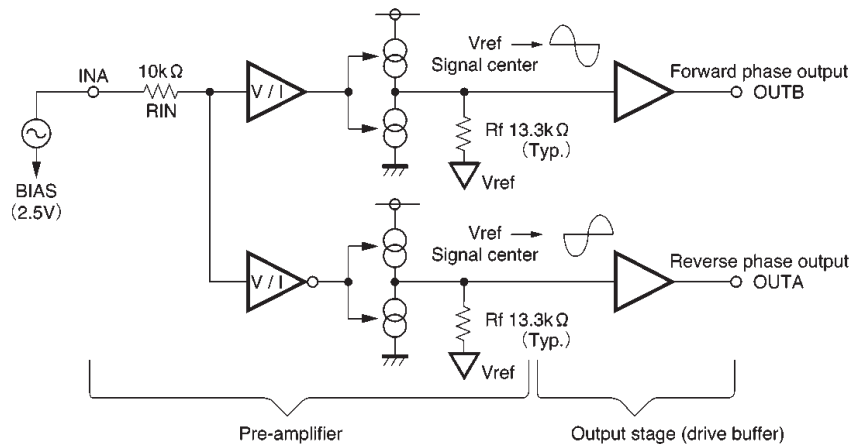 INA
10kΩ
RIN
BIAS
(2.5V)
V / I
Vref
Signal center
Rf 13.3kΩ
(Typ.)
Vref
Forward phase output
OUTB
V / I
Vref
Signal center
Rf 13.3kΩ
(Typ.)
Vref
Reverse phase output
OUTA
Pre-amplifier
Output stage (drive buffer)